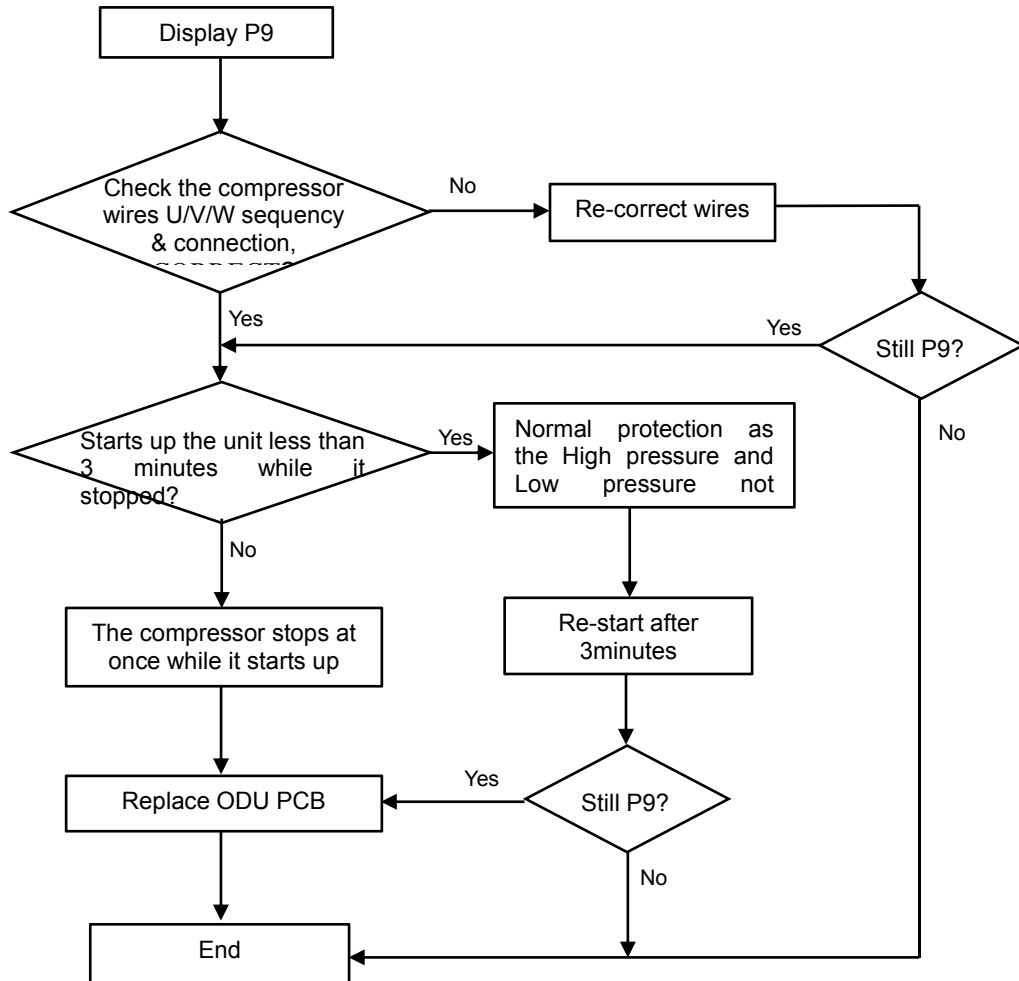 Display P9
Check the compressor
wires U/V/W sequency
& connection,
No
Re-correct wires
Yes
Yes
Still P9?
No
Starts up the unit less than
3 minutes while it
stopped?
Yes
Normal protection as
the High pressure and
Low pressure not
No
The compressor stops at
once while it starts up
Re-start after
3minutes
Replace ODU PCB
Yes
Still P9?
No
End